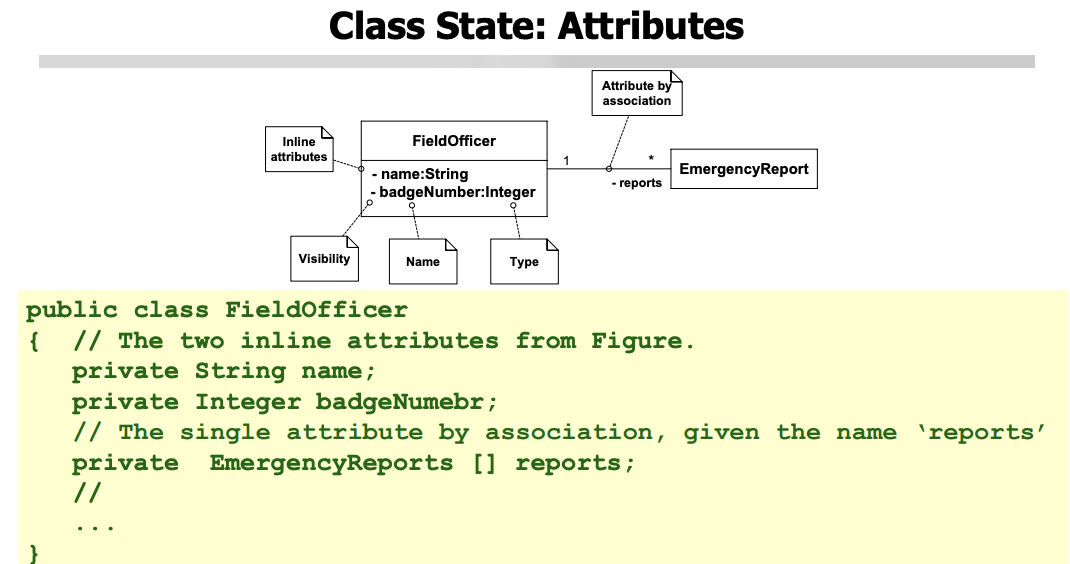 Class State: Attributes
Attribute by
association
Inline
attributes
FieldOfficer
- name:String
- badgeNumber:Integer
1
*
- reports
EmergencyReport
Visibility
Name
Type
public class FieldOfficer
{ // The two inline attributes from Figure.
private String name;
private Integer badgeNumebr;
// The single attribute by association, given the name ‘reports’
private EmergencyReports [] reports;
//
...
}